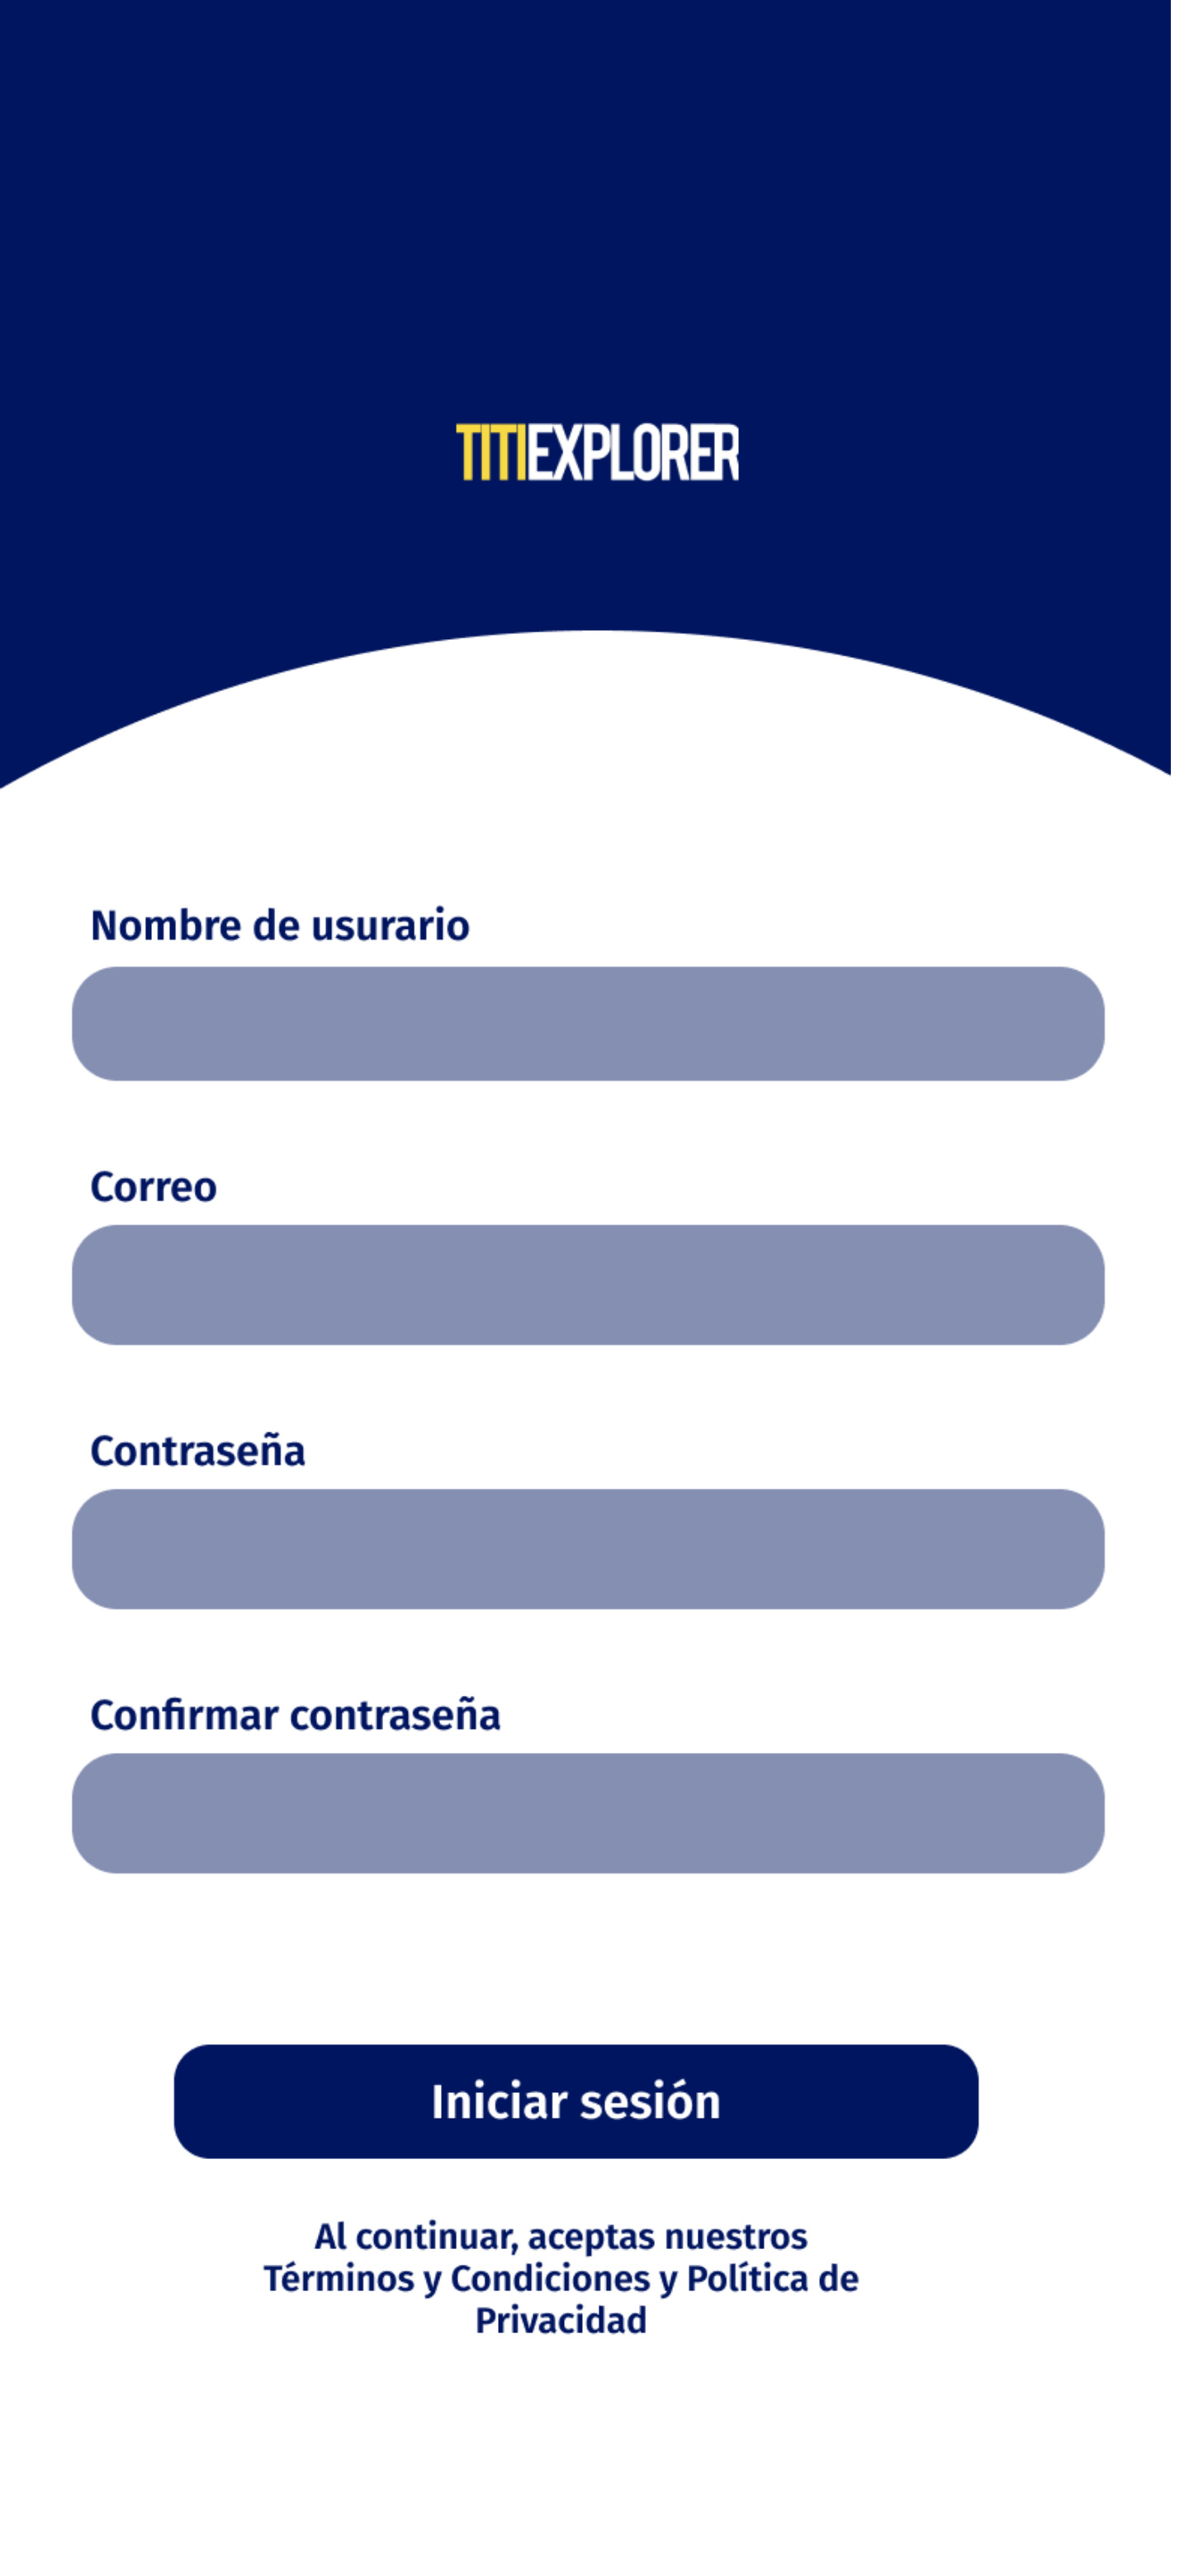 TITIEXPLORER
Nombre de usurario
Correo
Contraseña
Confirmar contraseña
Iniciar sesión
Al continuar, aceptas nuestros
Términos y Condiciones y Política de
Privacidad